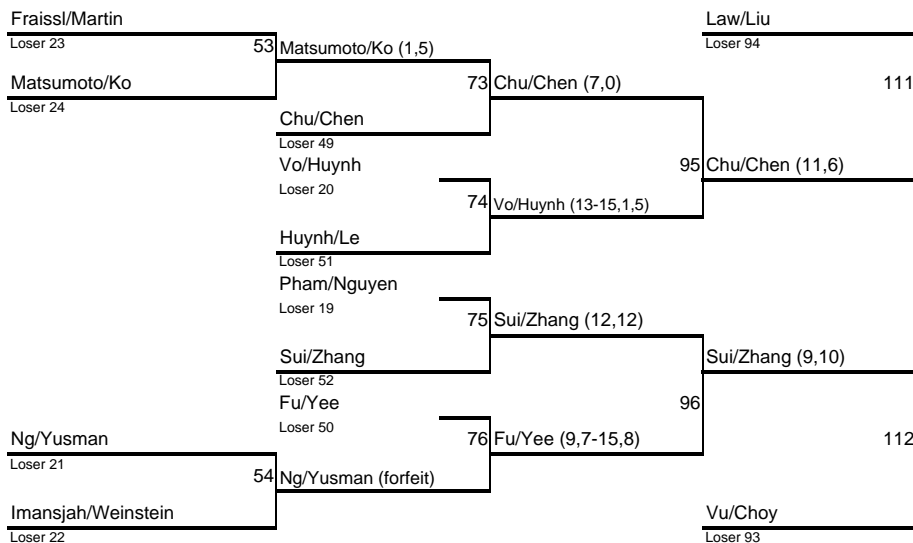 Fraissl/Martin
Loser 23
53
Matsumoto/Ko (1,5)
Matsumoto/Ko
Loser 24
73
Chu/Chen (7,0)
Chu/Chen
Loser 49
Vo/Huynh
Loser 20
74
Vo/Huynh (13-15,1,5)
Huynh/Le
Loser 51
95
Chu/Chen (11,6)
Law/Liu
Loser 94
111
Pham/Nguyen
Loser 19
75
Sui/Zhang (12,12)
Sui/Zhang
Loser 52
Fu/Yee
Loser 50
76
Fu/Yee (9,7-15,8)
Ng/Yusman
Loser 21
54
Ng/Yusman (forfeit)
Imansjah/Weinstein
Loser 22
96
Sui/Zhang (9,10)
112
Vu/Choy
Loser 93